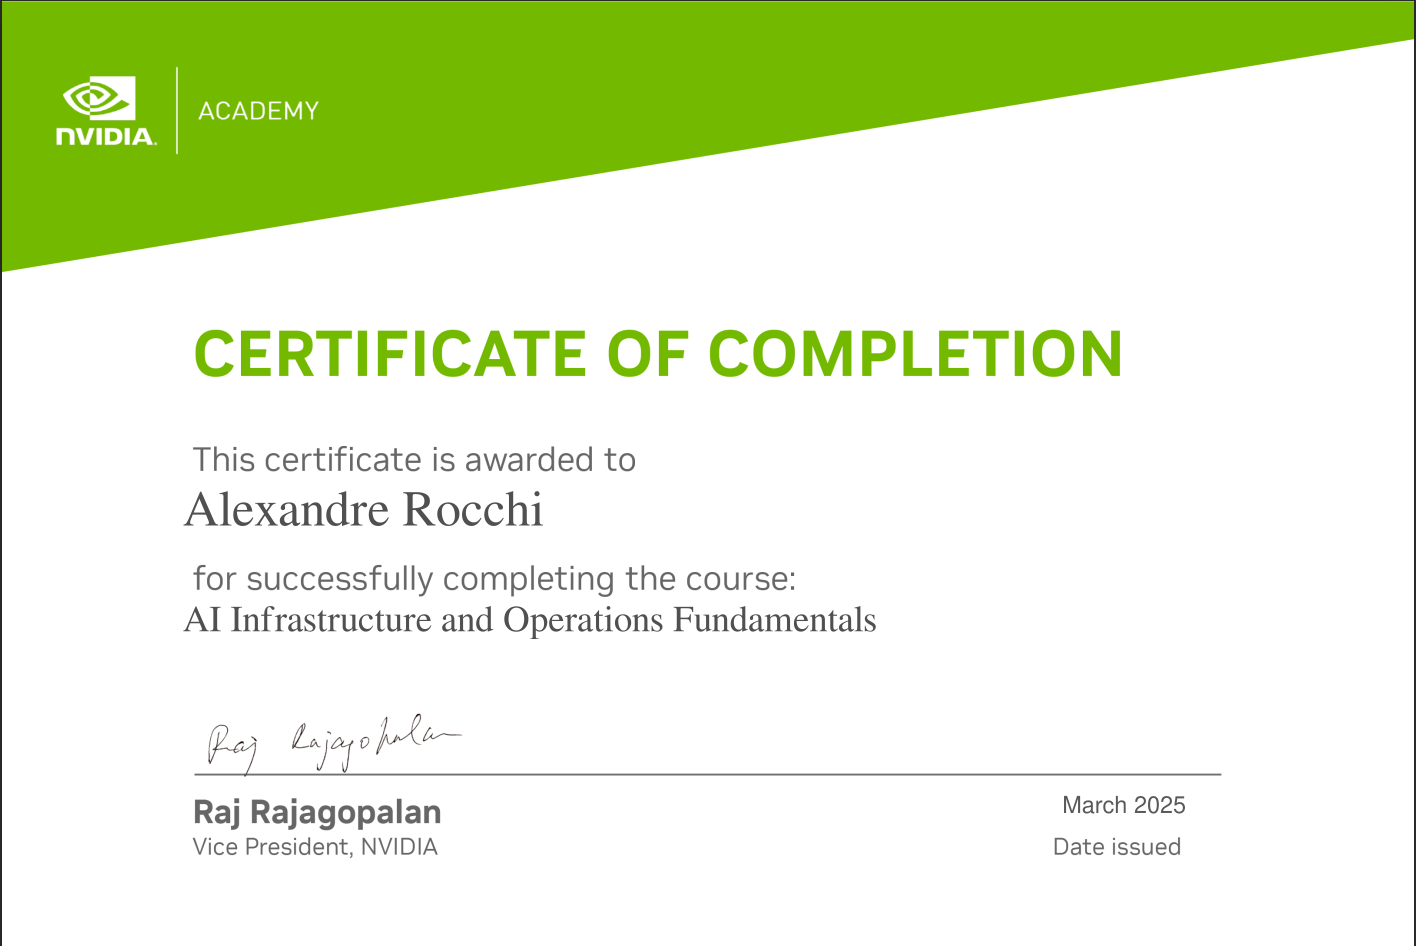 NVIDIA.
ACADEMY
CERTIFICATE OF COMPLETION
This certificate is awarded to
Alexandre Rocchi
for successfully completing the course:
AI Infrastructure and Operations Fundamentals
Raj Rajagopalan
Raj Rajagopalan
Vice President, NVIDIA
March 2025
Date issued